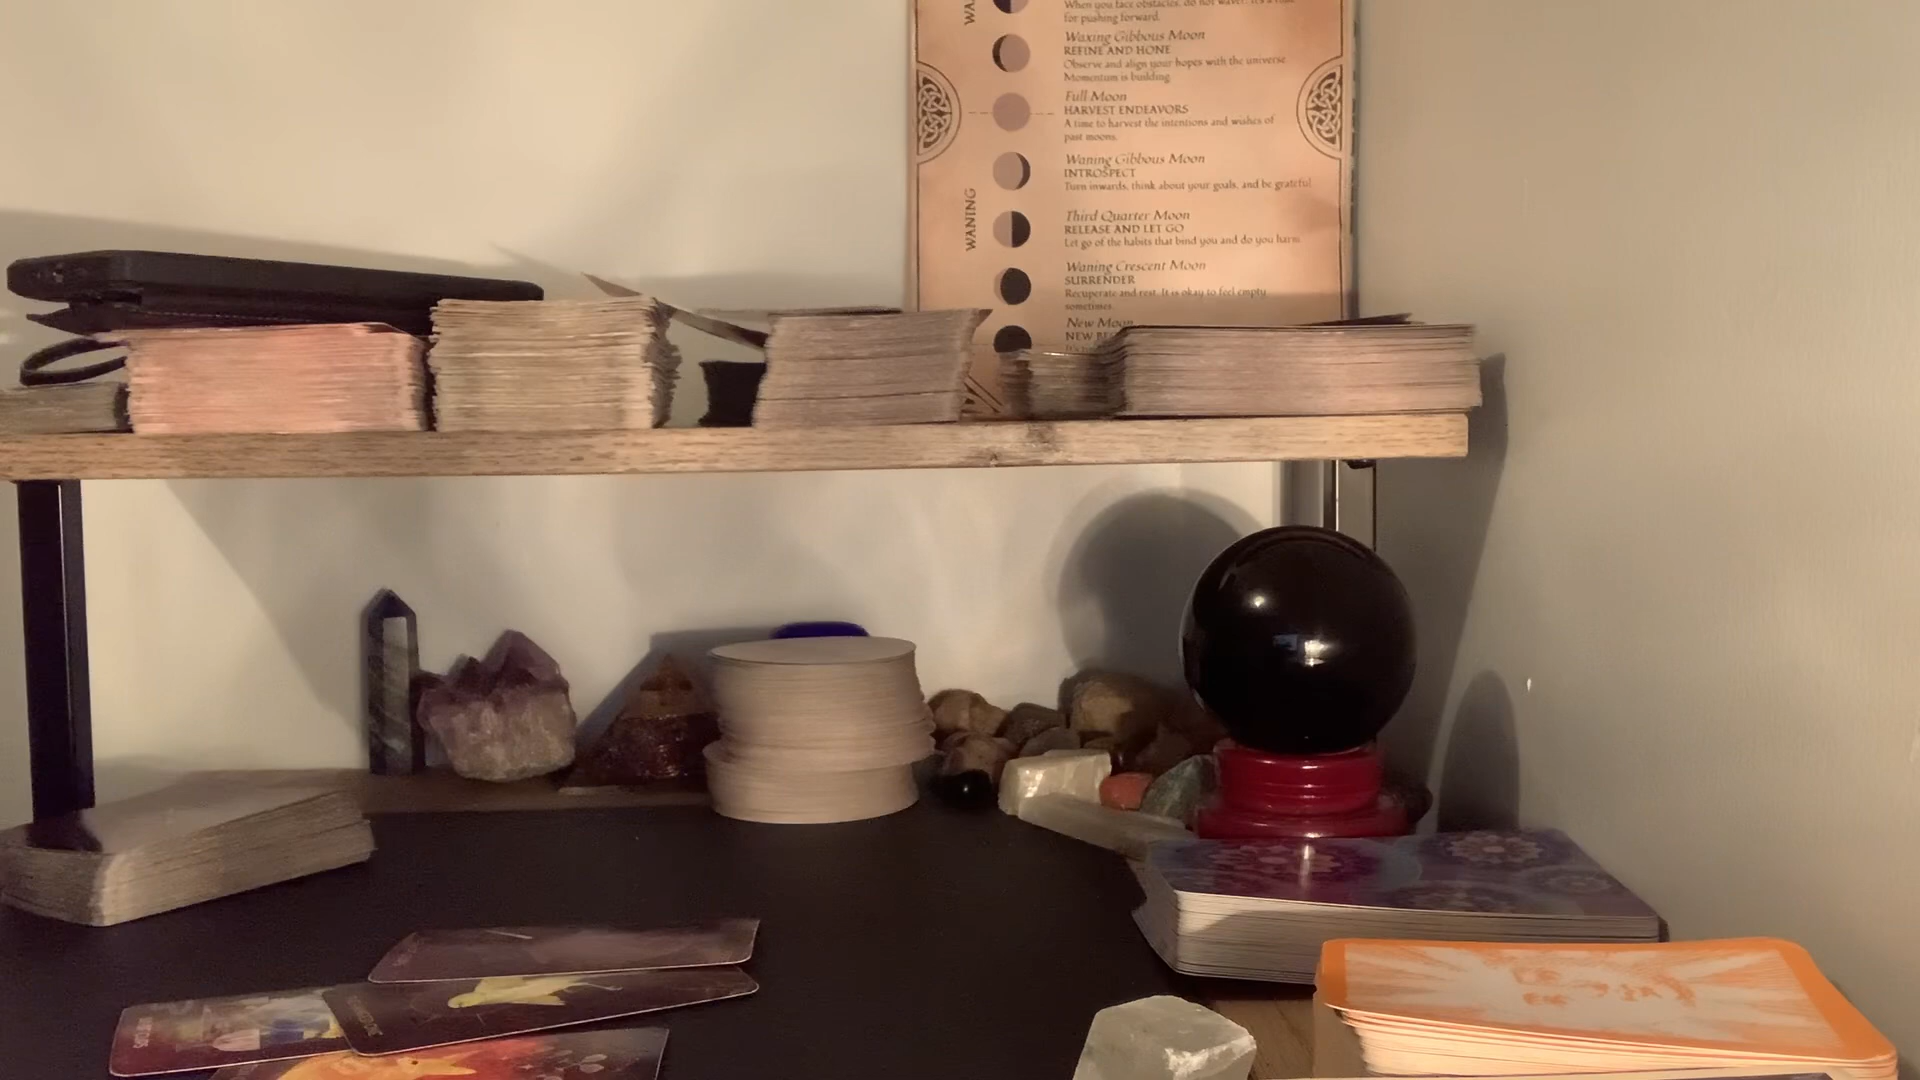 When you face obstacles, do not waver. It's a time
for pushing forward.
Waxing Gibbous Moon
REFINE AND HONE
Observe and align your hopes with the universe.
Momentum is building.
Full Moon
HARVEST ENDEAVORS
A time to harvest the intentions and wishes of
past moons.
WANING
Waning Gibbous Moon
INTROSPECT
Turn inwards, think about your goals, and be grateful.
Third Quarter Moon
RELEASE AND LET GO
Let go of the habits that bind you and do you harm.
Waning Crescent Moon
SURRENDER
Recuperate and rest. It is okay to feel empty
sometimes.
New Moon
NEW